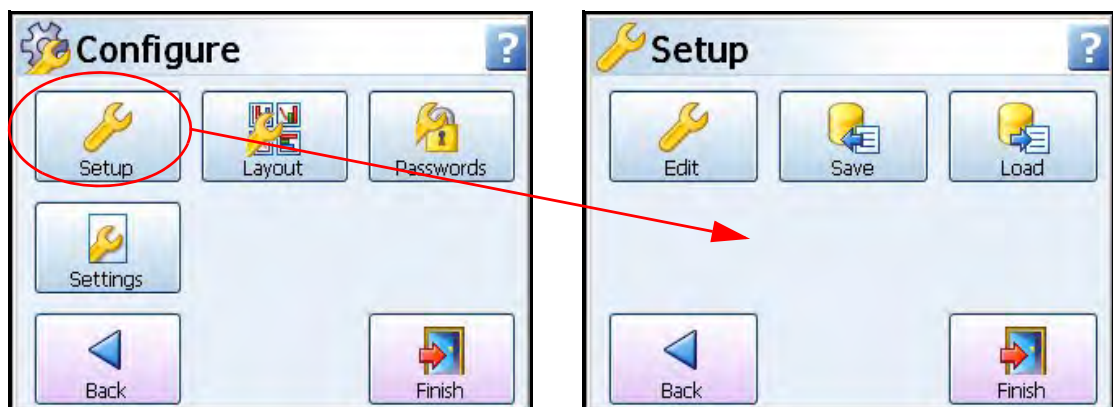 Configure ?
Setup Layout Passwords
Settings
Back Finish
Setup ?
Edit Save Load
Back Finish